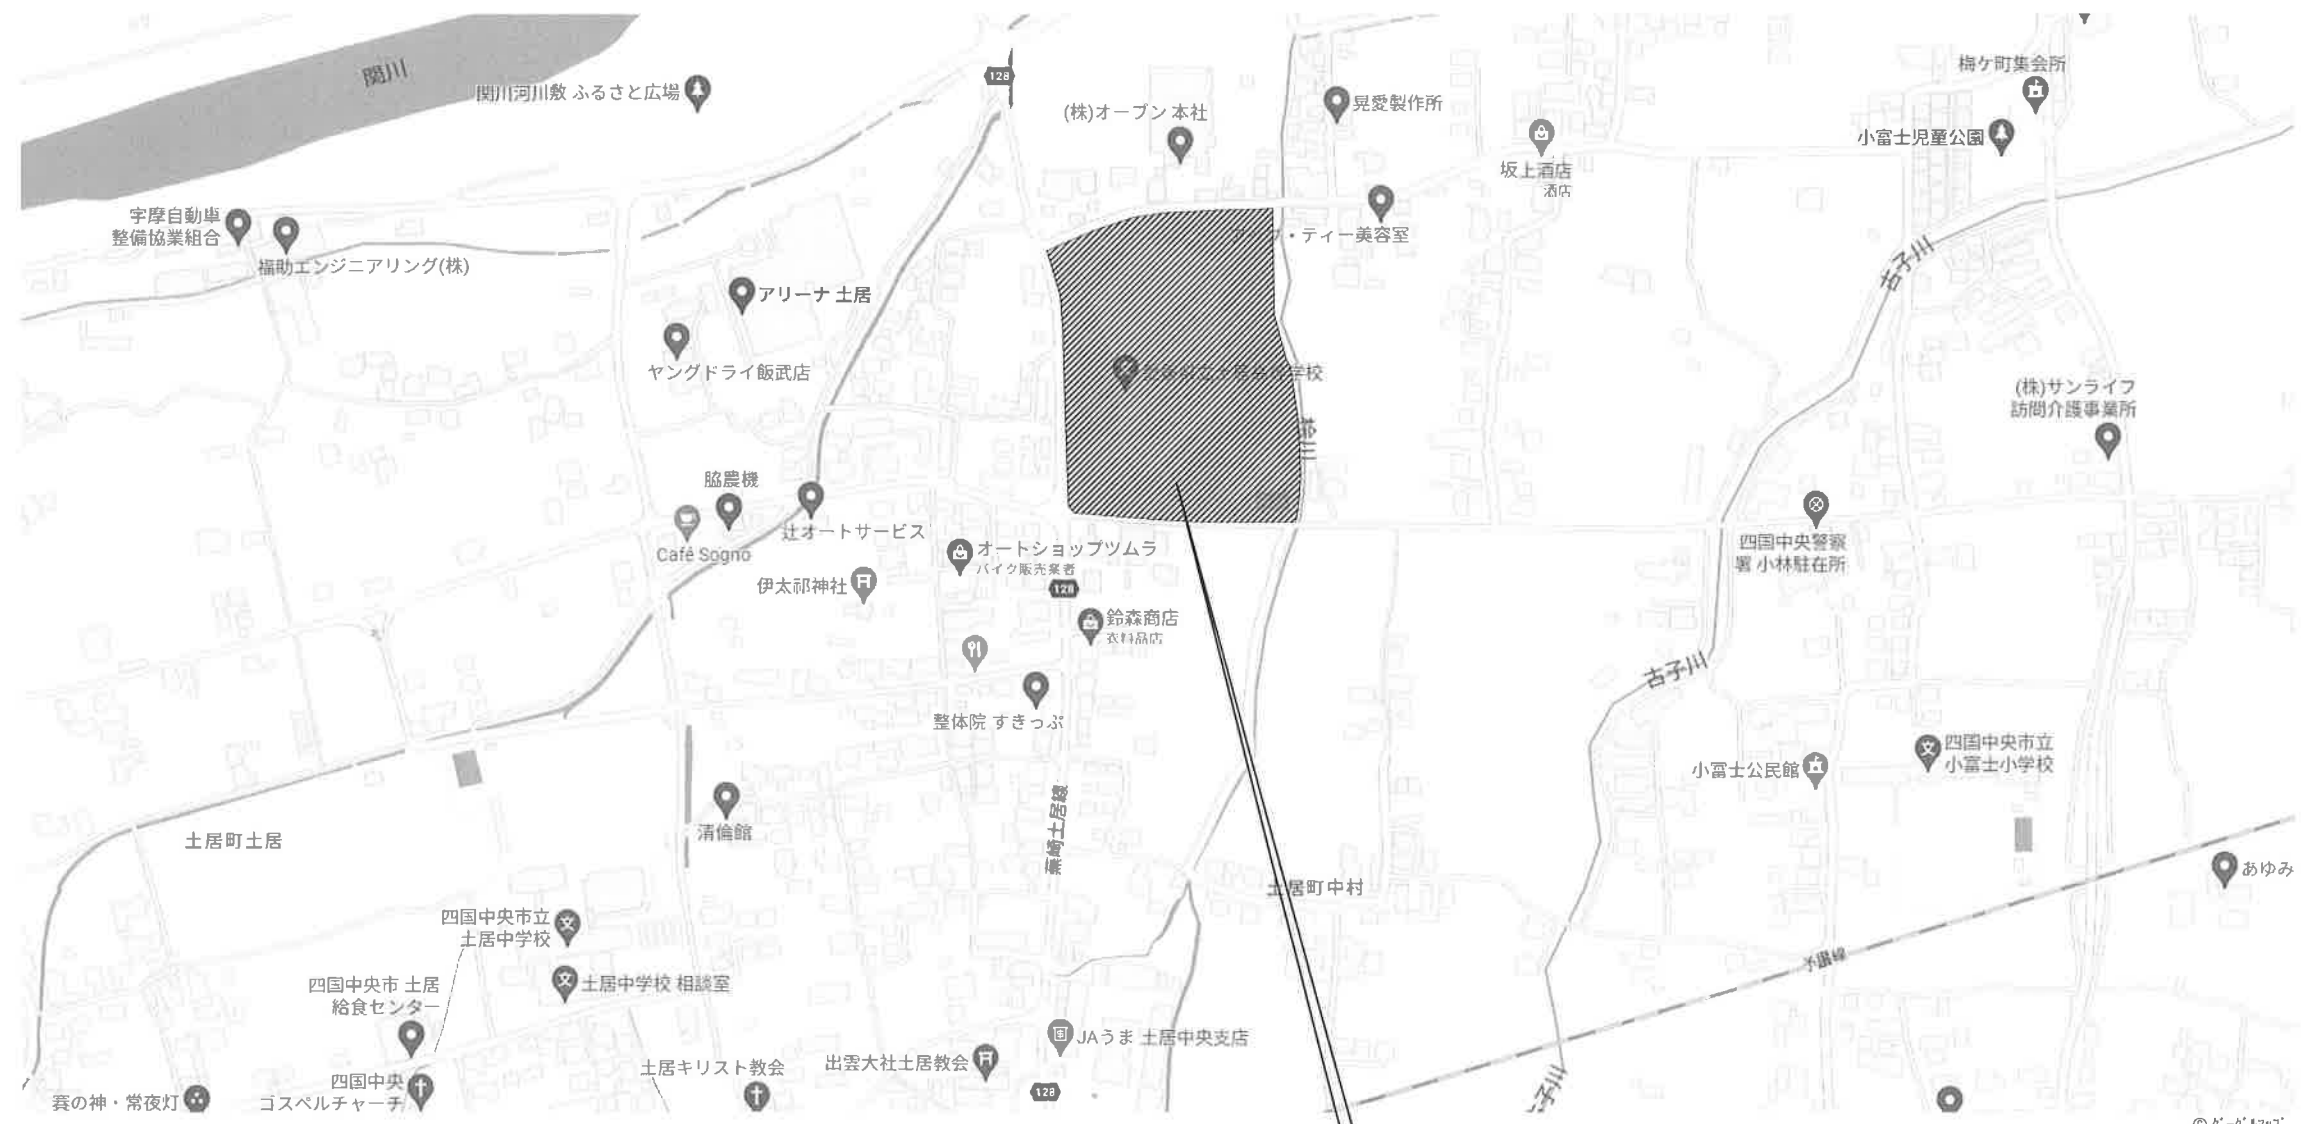 関川
関川河川敷 ふるさと広場
128
(株)オープン 本社
晃愛製作所
坂上酒店
酒店
梅ケ町集会所
小富士児童公園
宇摩自動車
整備協業組合
福助エンジニアリング(株)
アリーナ 土居
ヤングドライ飯武店
・ティー美容室
古子川
学校
(株)サンライフ
訪問介護事業所
脇農機
Café Sogno
辻オートサービス
オートショップツムラ
バイク販売業者
伊太祁神社
128
鈴森商店
衣料品店
四国中央警察
署 小林駐在所
整体院 すきっぷ
古子川
四国中央市立
小富士小学校
小富士公民館
清倫館
土居町土居
蕪崎土居線
土居町中村
あゆみ
四国中央市立
土居中学校
土居中学校 相談室
四国中央市 土居
給食センター
予讃線
JAうま 土居中央支店
出雲大社土居教会
土居キリスト教会
四国中央
ゴスペルチャーチ
賽の神・常夜灯
128
子川